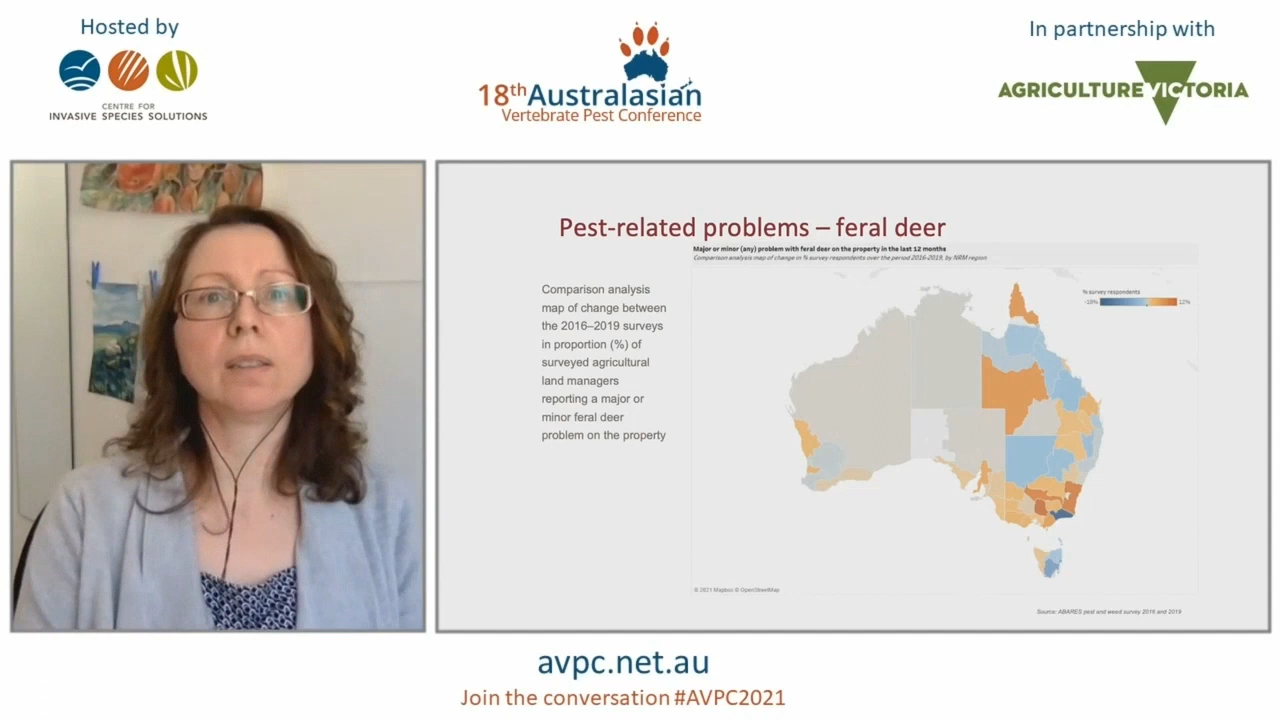 Hosted by
CENTRE FOR
INVASIVE SPECIES SOLUTIONS
18th Australasian
Vertebrate Pest Conference
In partnership with
AGRICULTURE VICTORIA
Pest-related problems – feral deer
Major or minor (any) problem with feral deer on the property in the last 12 months
Comparison analysis map of change in % survey respondents over the period 2016-2019, by NRM region
Comparison analysis
map of change between
the 2016–2019 surveys
in proportion (%) of
surveyed agricultural
land managers
reporting a major or
minor feral deer
problem on the property
% survey respondents
12%
© 2021 Mapbox © OpenStreetMap
Source: ABARES pest and weed survey 2016 and 2019
avpc.net.au
Join the conversation #AVPC2021